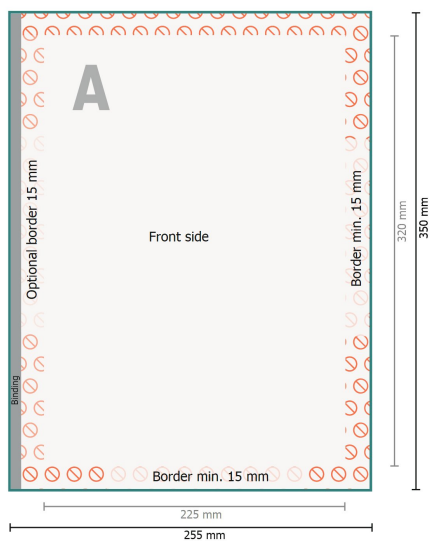 A
Optional border 15 mm
Front side
Border min. 15 mm
320 mm
350 mm
Binding
Border min. 15 mm
225 mm
255 mm